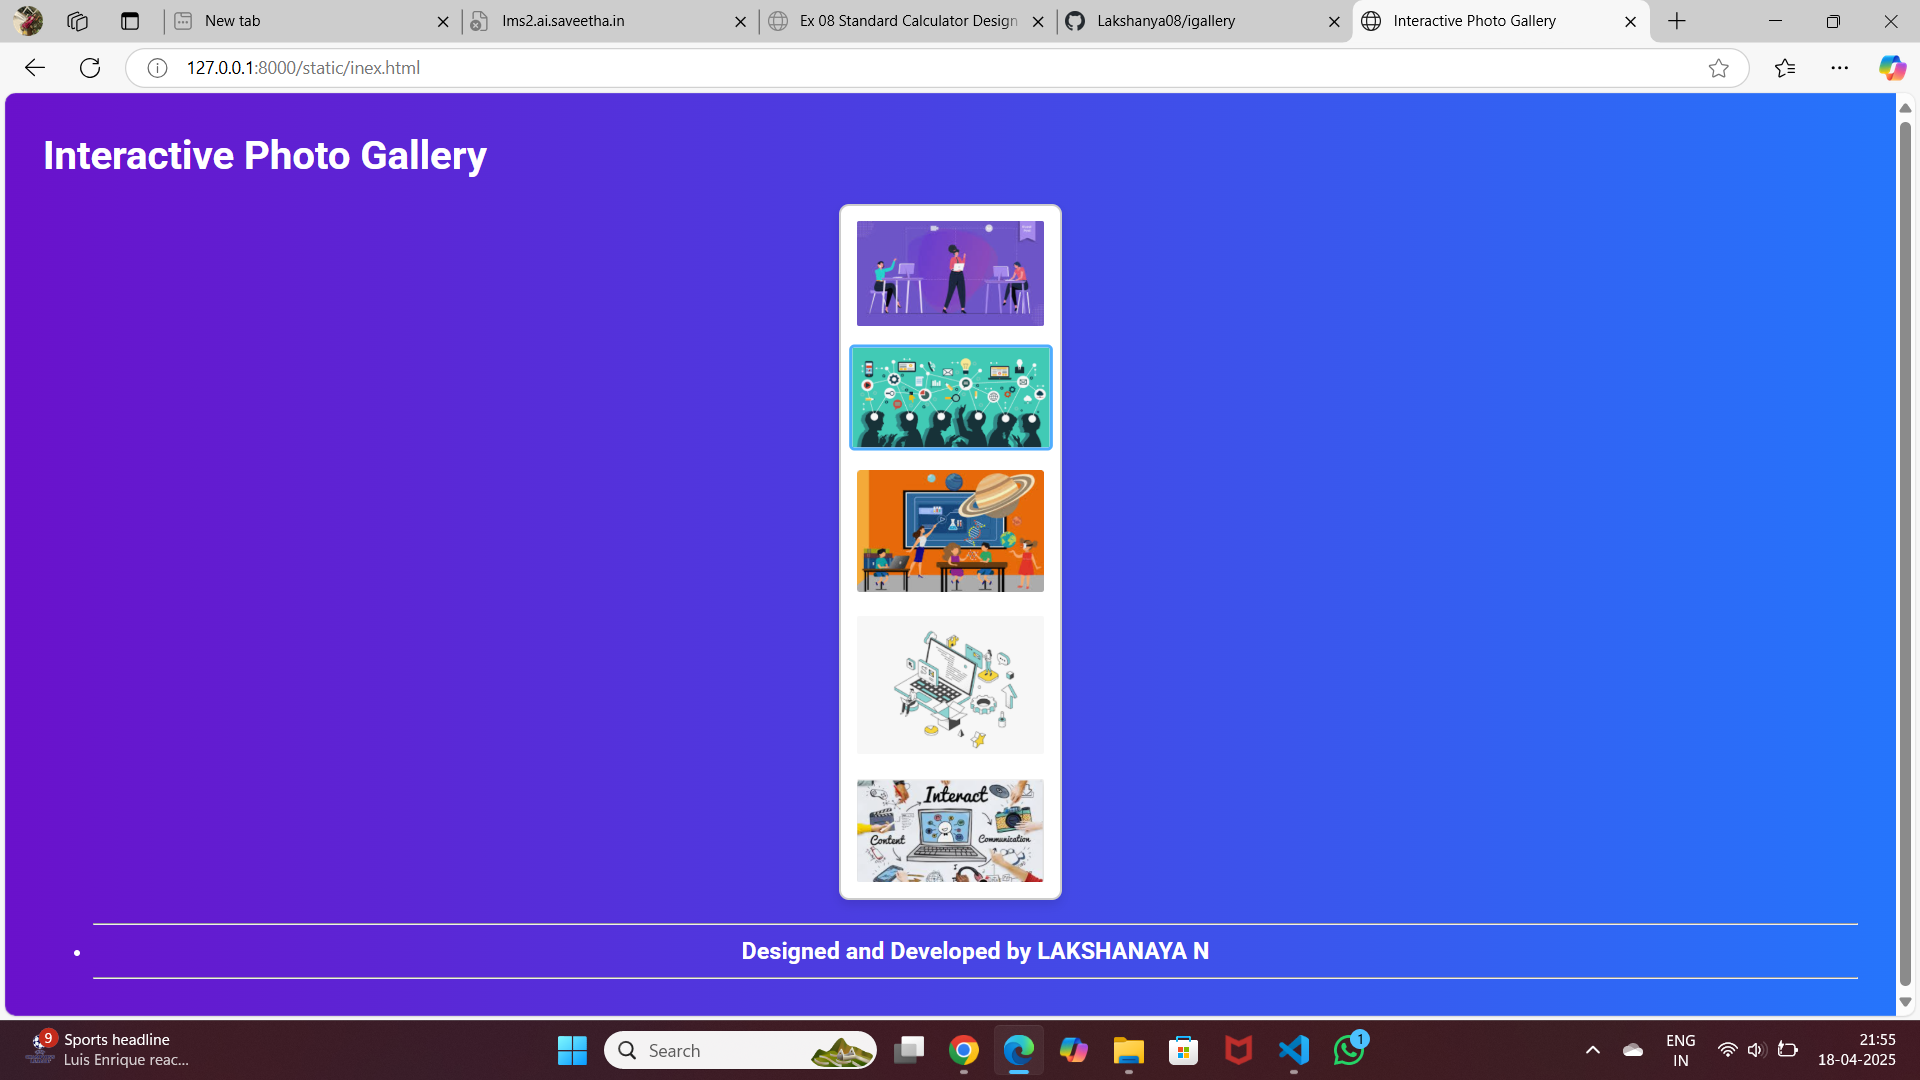 New tab
lms2.ai.saveetha.in
Ex 08 Standard Calculator Design
Lakshanya08/igallery
Interactive Photo Gallery
127.0.0.1:8000/static/inex.html
Interactive Photo Gallery
Interact
Content
Communication
Designed and Developed by LAKSHANAYA N
9
Sports headline
Luis Enrique reac...
Search
1
ENG
IN
21:55
18-04-2025